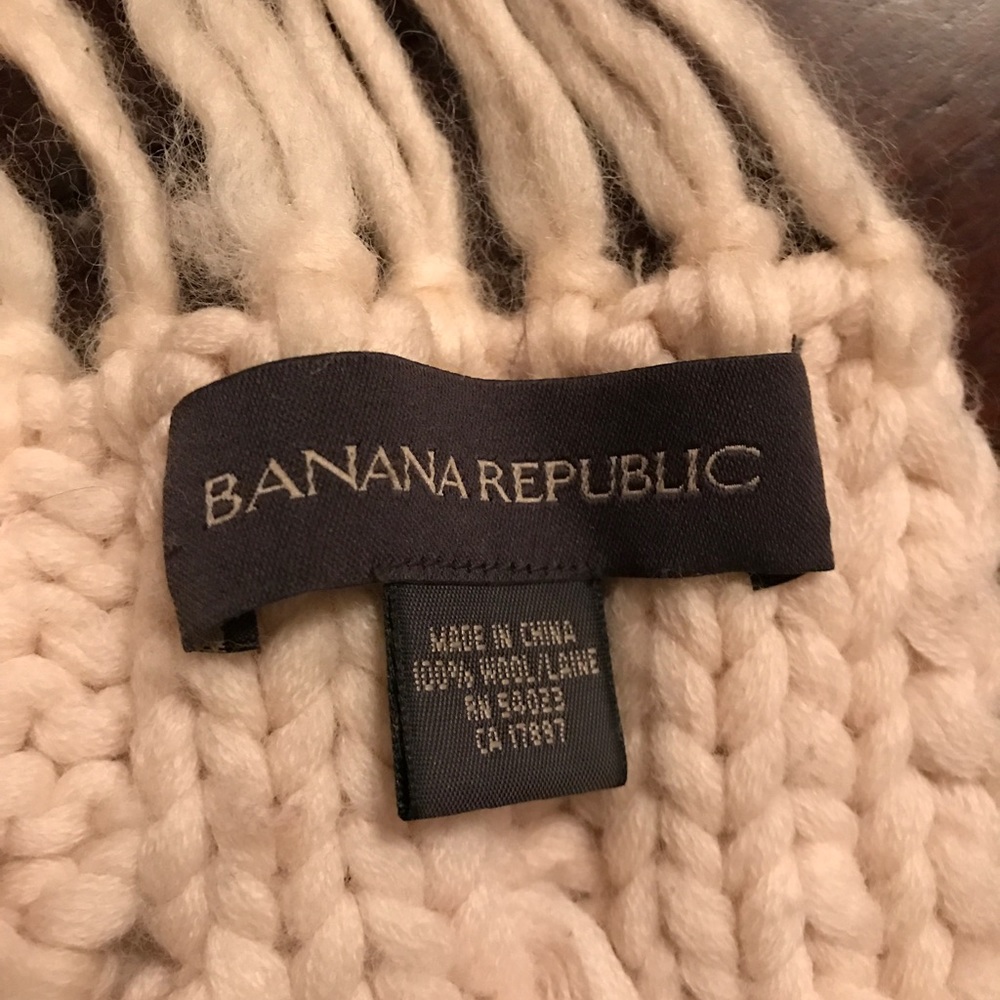 BANANA REPUBLIC
MADE IN CHINA
100% WOOL/LAINE
RN 54023
CA 17897